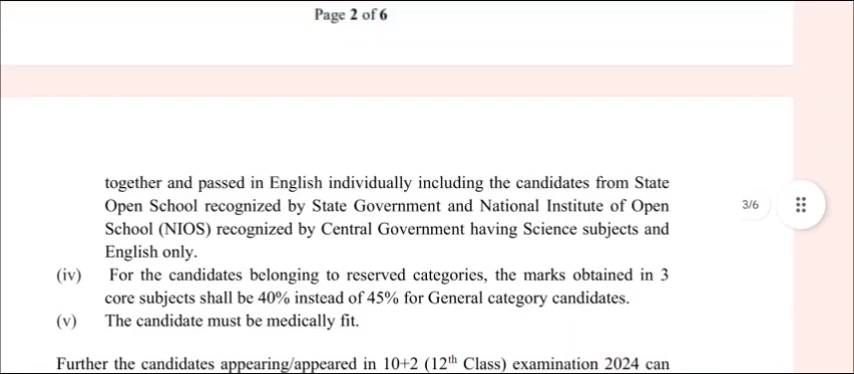 Page 2 of 6
together and passed in English individually including the candidates from State
Open School recognized by State Government and National Institute of Open
School (NIOS) recognized by Central Government having Science subjects and
English only.
(iv) For the candidates belonging to reserved categories, the marks obtained in 3
core subjects shall be 40% instead of 45% for General category candidates.
(v) The candidate must be medically fit.
Further the candidates appearing/appeared in 10+2 (12th Class) examination 2024 can
3/6